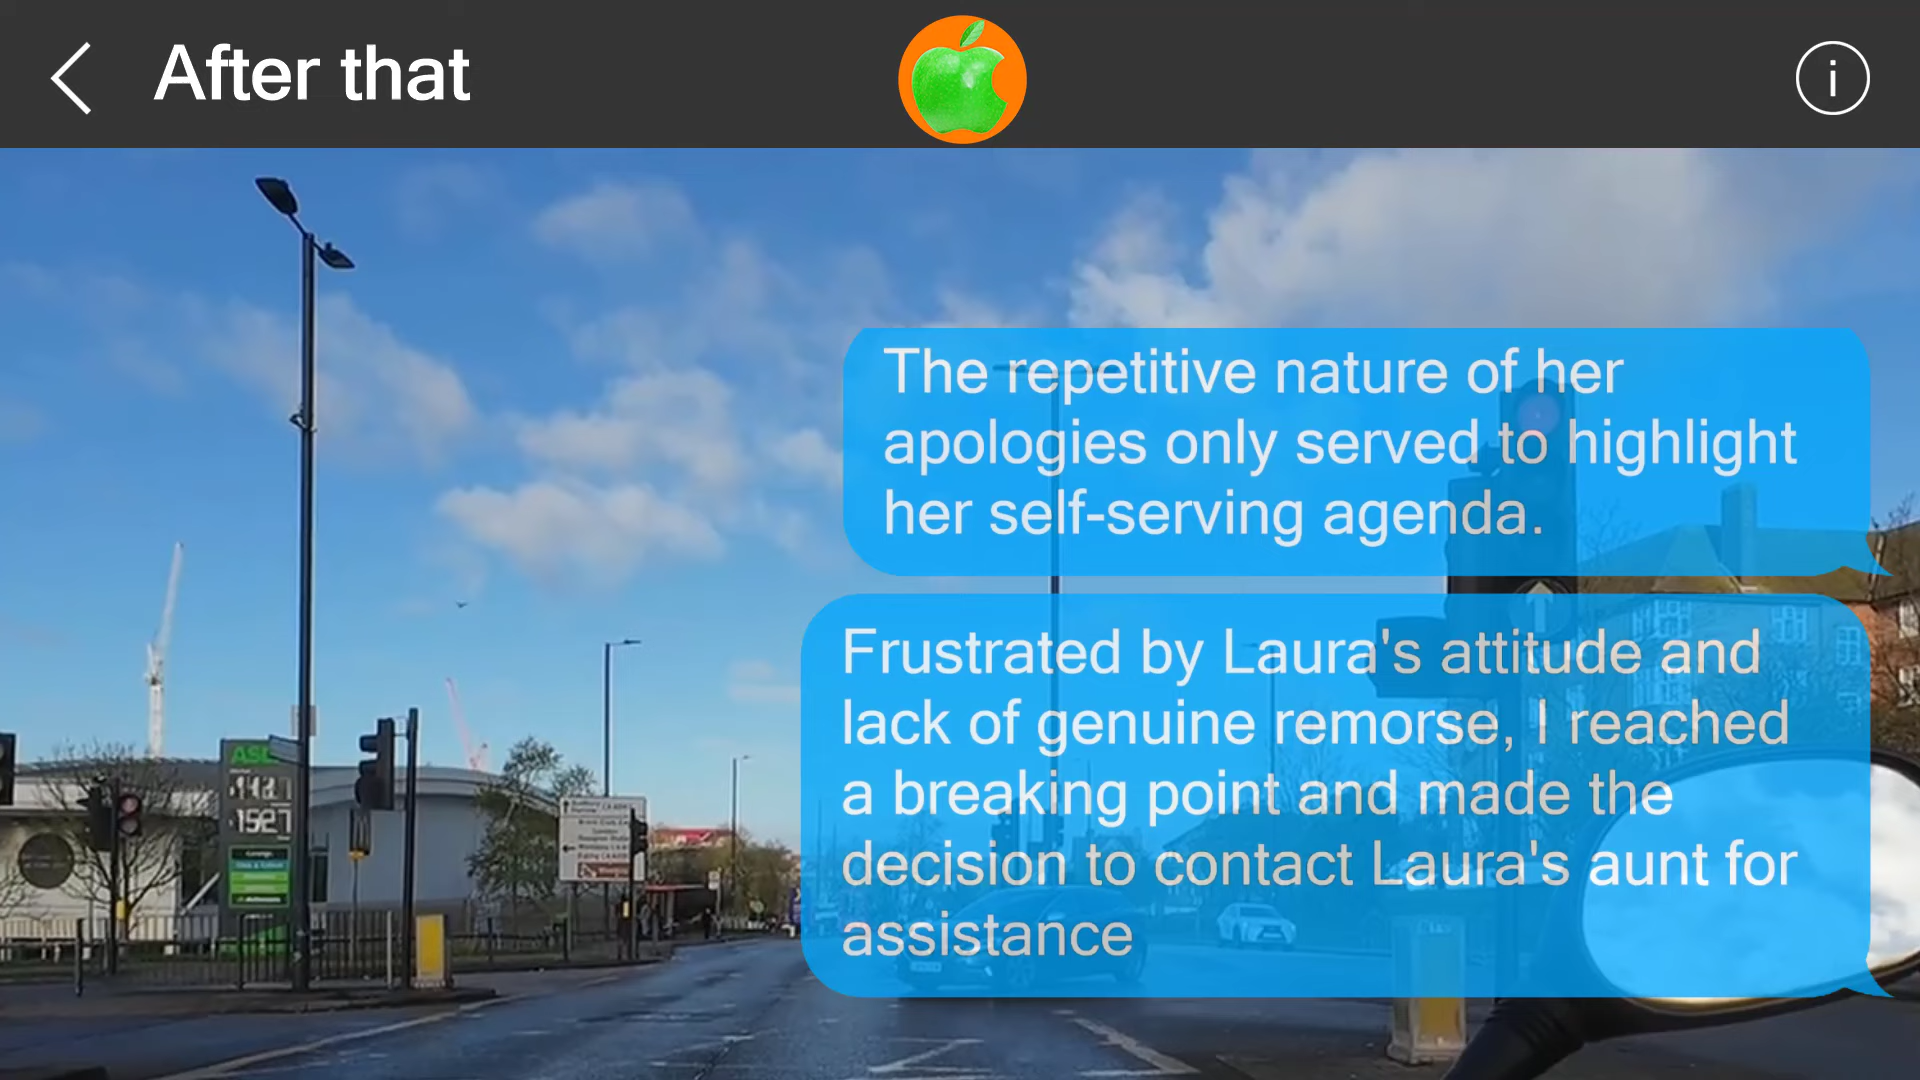 After that
The repetitive nature of her
apologies only served to highlight
her self-serving agenda.
Frustrated by Laura's attitude and
lack of genuine remorse, I reached
a breaking point and made the
decision to contact Laura's aunt for
assistance